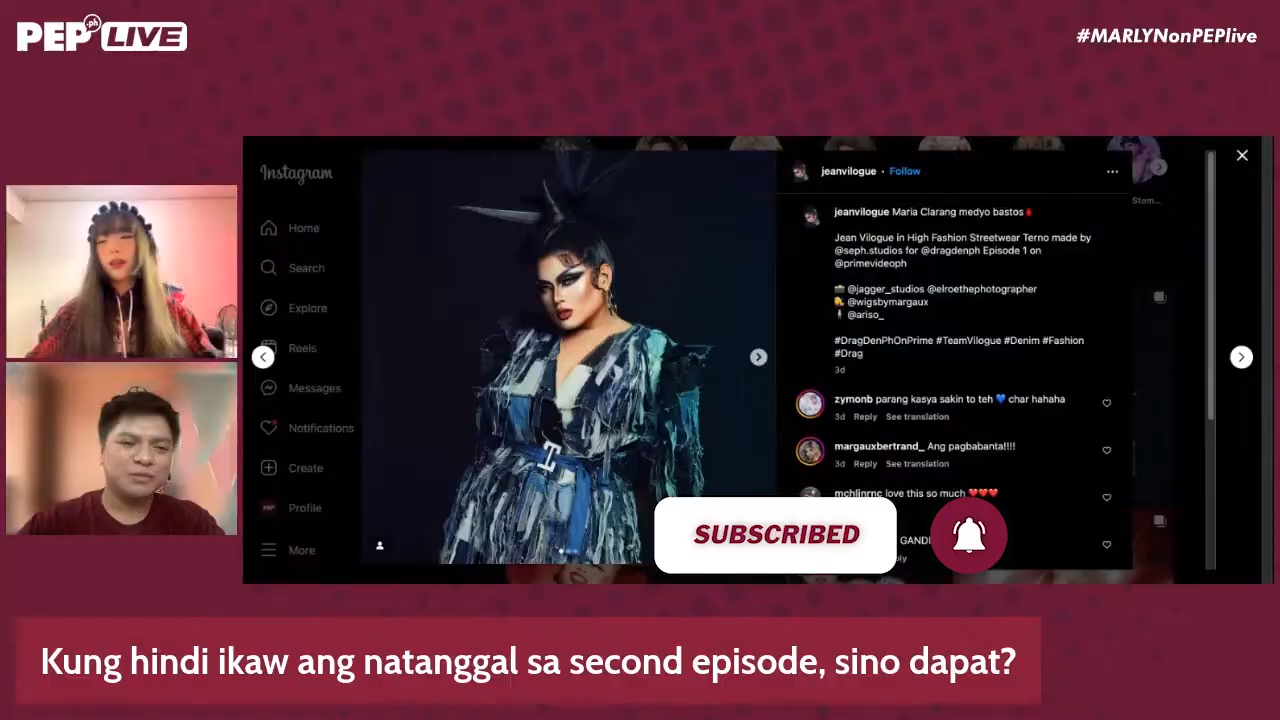 PEP.ph LIVE
#MARLYNonPEPlive
Instagram
Home
Search
Explore
Reels
Messages
Notifications
Create
Profile
More
jeanvilogue • Follow
Stom...
jeanvilogue Maria Clarang medyo bastos
Jean Vilogue in High Fashion Streetwear Terno made by
@seph.studios for @dragdenph Episode 1 on
@primevideoph
@jagger_studios @elroethephotographer
@wigsbymargaux
@ariso_
#DragDenPhOnPrime #TeamVilogue #Denim #Fashion
#Drag
3d
zymonb parang kasya sakin to teh 💙 char hahaha
3d Reply See translation
margauxbertrand_ Ang pagbabanta!!!!
3d Reply See translation
mchlinrnc love this so much ❤️❤️❤️
SUBSCRIBED
Kung hindi ikaw ang natanggal sa second episode, sino dapat?